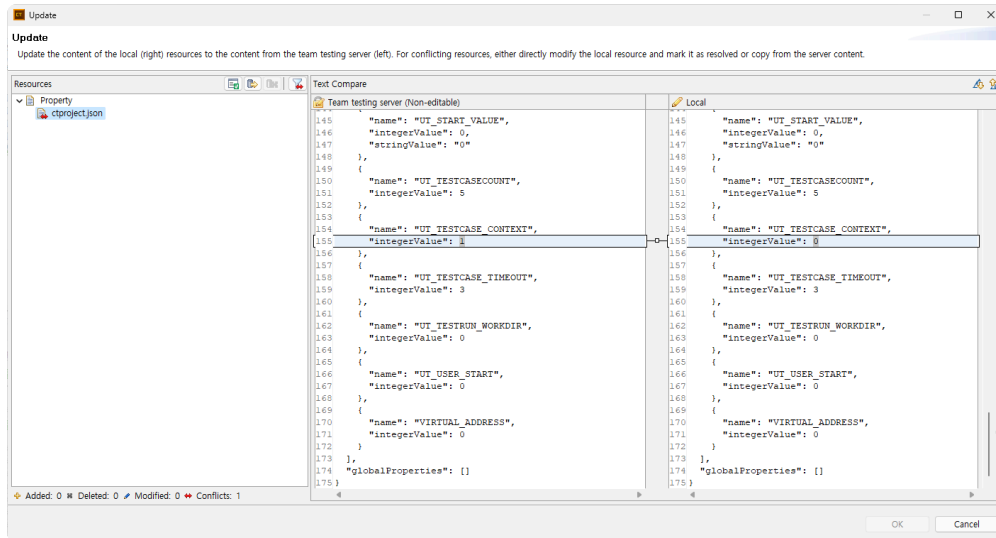 CT Update
Update
Update the content of the local (right) resources to the content from the team testing server (left). For conflicting resources, either directly modify the local resource and mark it as resolved or copy from the server content.
Resources
Property
ctproject.json
Added: 0 Deleted: 0 Modified: 0 Conflicts: 1
Text Compare
Team testing server (Non-editable)
145 "name": "UT_START_VALUE",
146 "integerValue": 0,
147 "stringValue": "0"
148 },
149 {
150 "name": "UT_TESTCASECOUNT",
151 "integerValue": 5
152 },
153 {
154 "name": "UT_TESTCASE_CONTEXT",
155 "integerValue": 1
156 },
157 {
158 "name": "UT_TESTCASE_TIMEOUT",
159 "integerValue": 3
160 },
161 {
162 "name": "UT_TESTRUN_WORKDIR",
163 "integerValue": 0
164 },
165 {
166 "name": "UT_USER_START",
167 "integerValue": 0
168 },
169 {
170 "name": "VIRTUAL_ADDRESS",
171 "integerValue": 0
172 }
173 ],
174 "globalProperties": []
175 }
Local
145 "name": "UT_START_VALUE",
146 "integerValue": 0,
147 "stringValue": "0"
148 },
149 {
150 "name": "UT_TESTCASECOUNT",
151 "integerValue": 5
152 },
153 {
154 "name": "UT_TESTCASE_CONTEXT",
155 "integerValue": 0
156 },
157 {
158 "name": "UT_TESTCASE_TIMEOUT",
159 "integerValue": 3
160 },
161 {
162 "name": "UT_TESTRUN_WORKDIR",
163 "integerValue": 0
164 },
165 {
166 "name": "UT_USER_START",
167 "integerValue": 0
168 },
169 {
170 "name": "VIRTUAL_ADDRESS",
171 "integerValue": 0
172 }
173 ],
174 "globalProperties": []
175 }
OK
Cancel